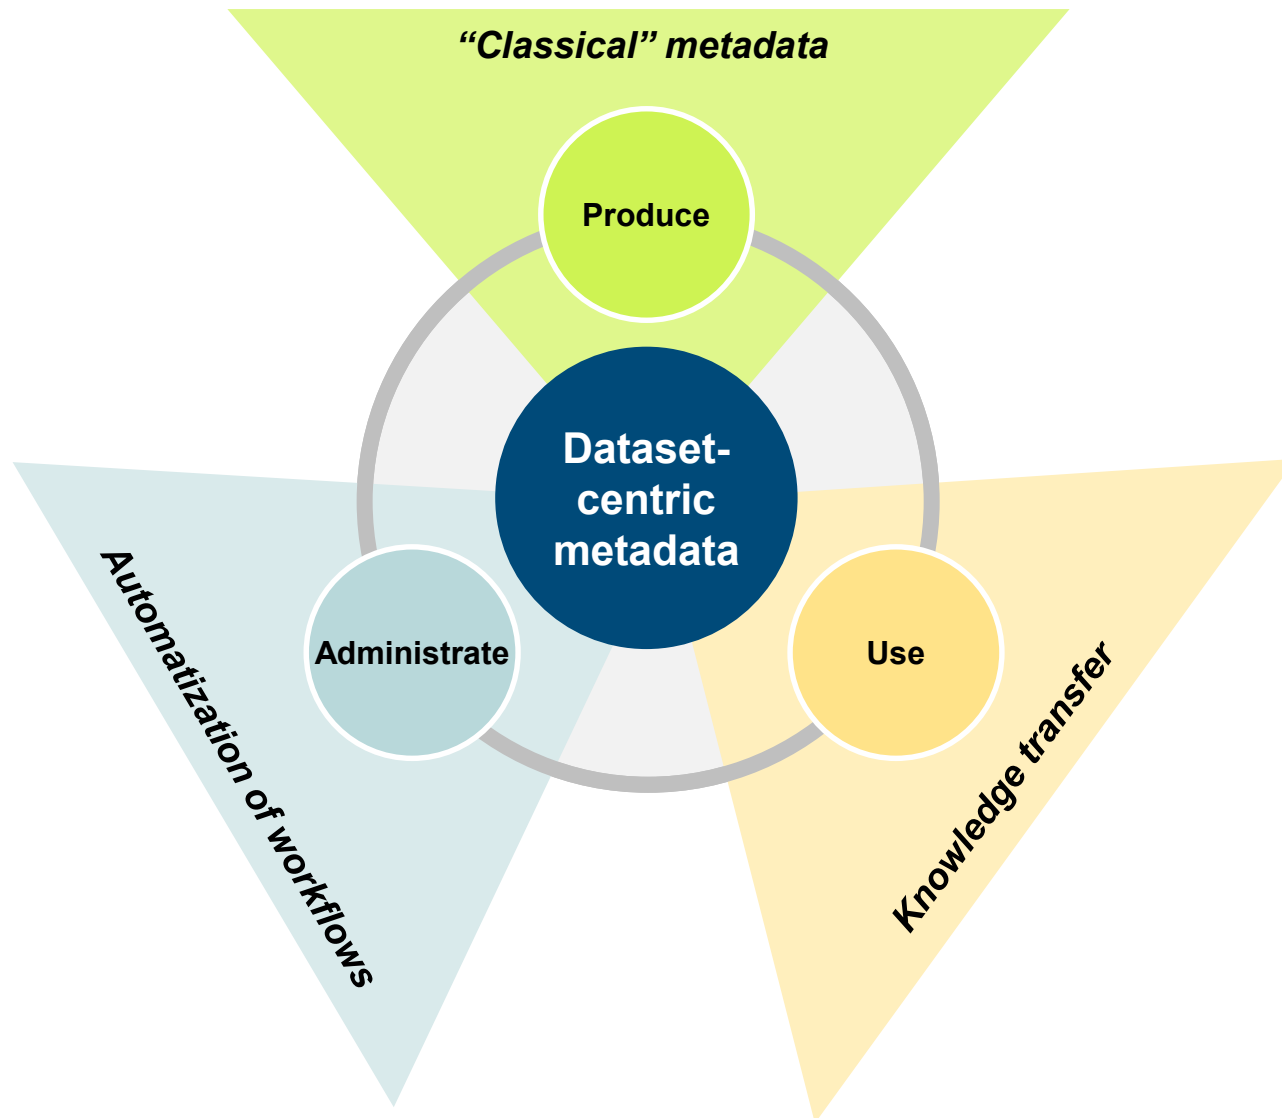 “Classical” metadata
Produce
Dataset-
centric
metadata
Administrate
Use
Automatization of workflows
Knowledge transfer